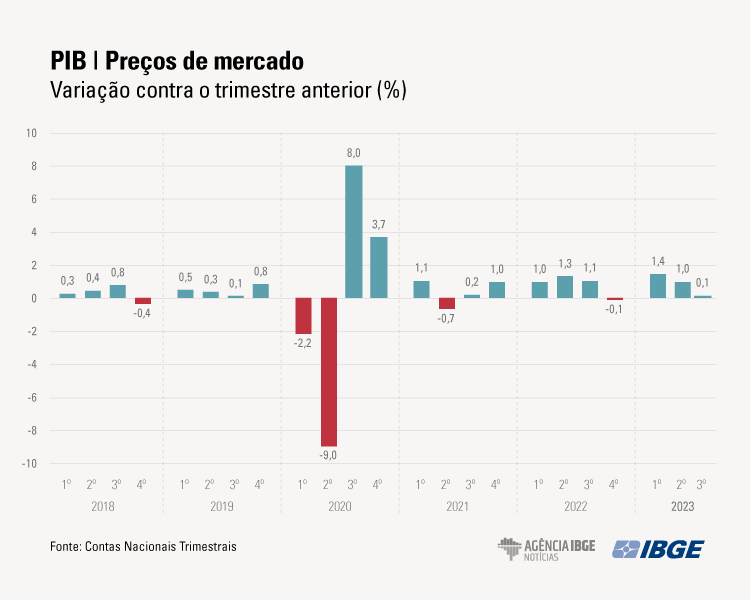 PIB | Preços de mercado
Variação contra o trimestre anterior (%)
10
8
6
4
2
0
-2
-4
-6
-8
-10
0,3 0,4 0,8 -0,4
0,5 0,3 0,1 0,8
-2,2 -9,0 8,0 3,7
1,1 -0,7 0,2 1,0
1,0 1,3 1,1 -0,1
1,4 1,0 0,1
1º 2º 3º 4º 1º 2º 3º 4º 1º 2º 3º 4º 1º 2º 3º 4º 1º 2º 3º 4º 1º 2º 3º
2018 2019 2020 2021 2022 2023
Fonte: Contas Nacionais Trimestrais
AGÊNCIA IBGE
NOTÍCIAS
IBGE